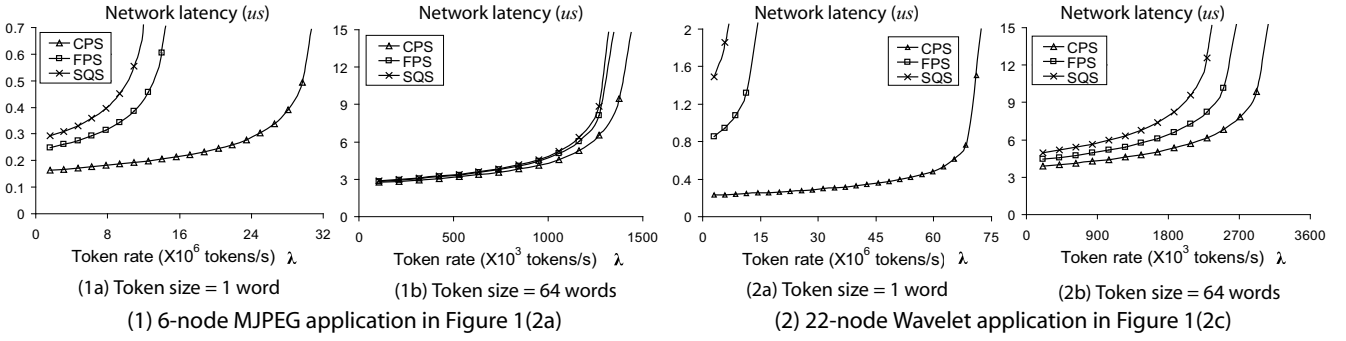 Network latency (us)
0.7
0.6
0.5
0.4
0.3
0.2
0.1
0
CPS
FPS
SQS
0 8 16 24 32
Token rate (X10^6 tokens/s) λ
(1a) Token size = 1 word
Network latency (us)
15
12
9
6
3
0
CPS
FPS
SQS
0 500 1000 1500
Token rate (X10^3 tokens/s) λ
(1b) Token size = 64 words
(1) 6-node MJPEG application in Figure 1(2a)
Network latency (us)
2
1.6
1.2
0.8
0.4
0
CPS
FPS
SQS
0 15 30 45 60 75
Token rate (X10^6 tokens/s) λ
(2a) Token size = 1 word
Network latency (us)
15
12
9
6
3
0
CPS
FPS
SQS
0 900 1800 2700 3600
Token rate (X10^3 tokens/s) λ
(2b) Token size = 64 words
(2) 22-node Wavelet application in Figure 1(2c)